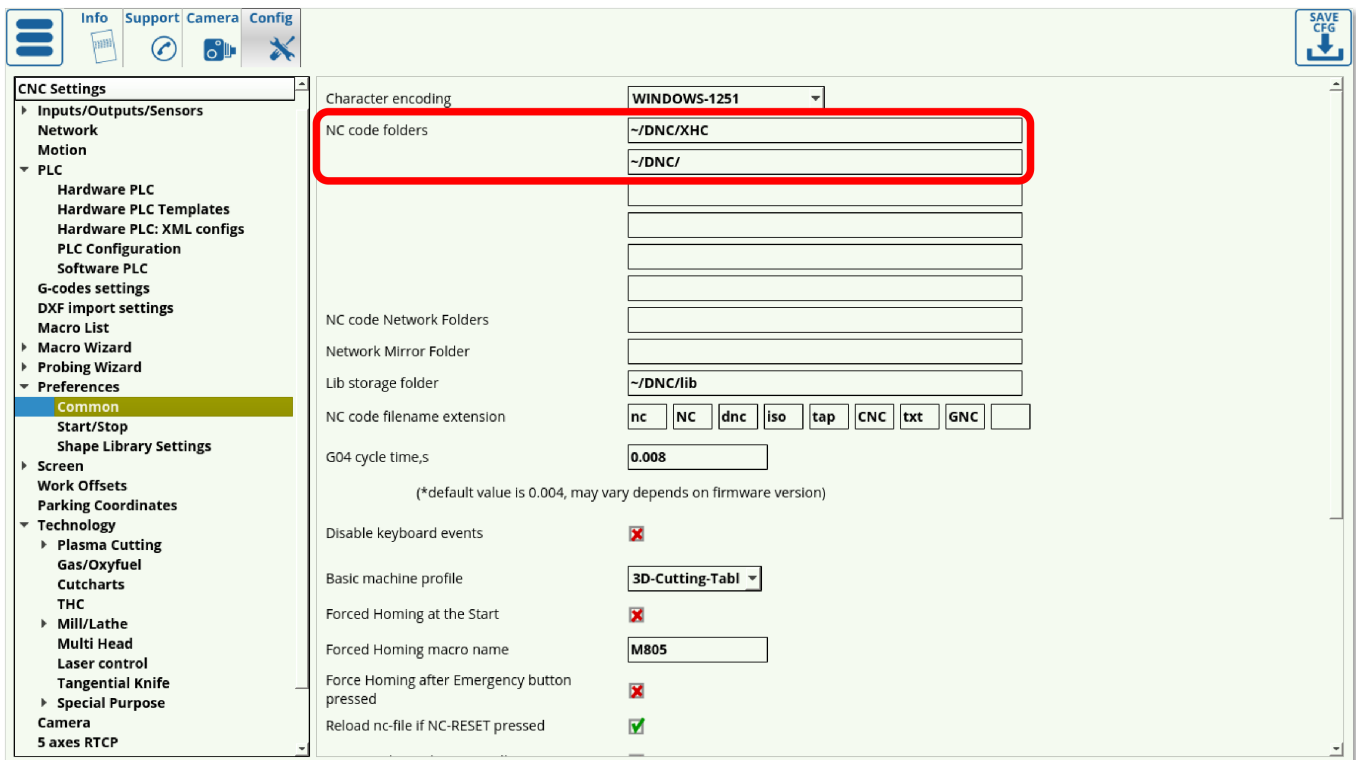 Info Support Camera Config
SAVE
CFG
CNC Settings
Inputs/Outputs/Sensors
Network
Motion
PLC
Hardware PLC
Hardware PLC Templates
Hardware PLC: XML configs
PLC Configuration
Software PLC
G-codes settings
DXF import settings
Macro List
Macro Wizard
Probing Wizard
Preferences
Common
Start/Stop
Shape Library Settings
Screen
Work Offsets
Parking Coordinates
Technology
Plasma Cutting
Gas/Oxyfuel
Cutcharts
THC
Mill/Lathe
Multi Head
Laser control
Tangential Knife
Special Purpose
Camera
5 axes RTCP
Character encoding WINDOWS-1251
NC code folders ~/DNC/XHC
~/DNC/
NC code Network Folders
Network Mirror Folder
Lib storage folder ~/DNC/lib
NC code filename extension nc NC dnc iso tap CNC txt GNC
G04 cycle time,s 0.008
(*default value is 0.004, may vary depends on firmware version)
Disable keyboard events
Basic machine profile 3D-Cutting-Tabl
Forced Homing at the Start
Forced Homing macro name M805
Force Homing after Emergency button
pressed
Reload nc-file if NC-RESET pressed